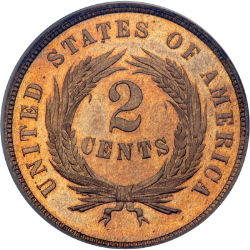 UNITED STATES OF AMERICA
2
CENTS